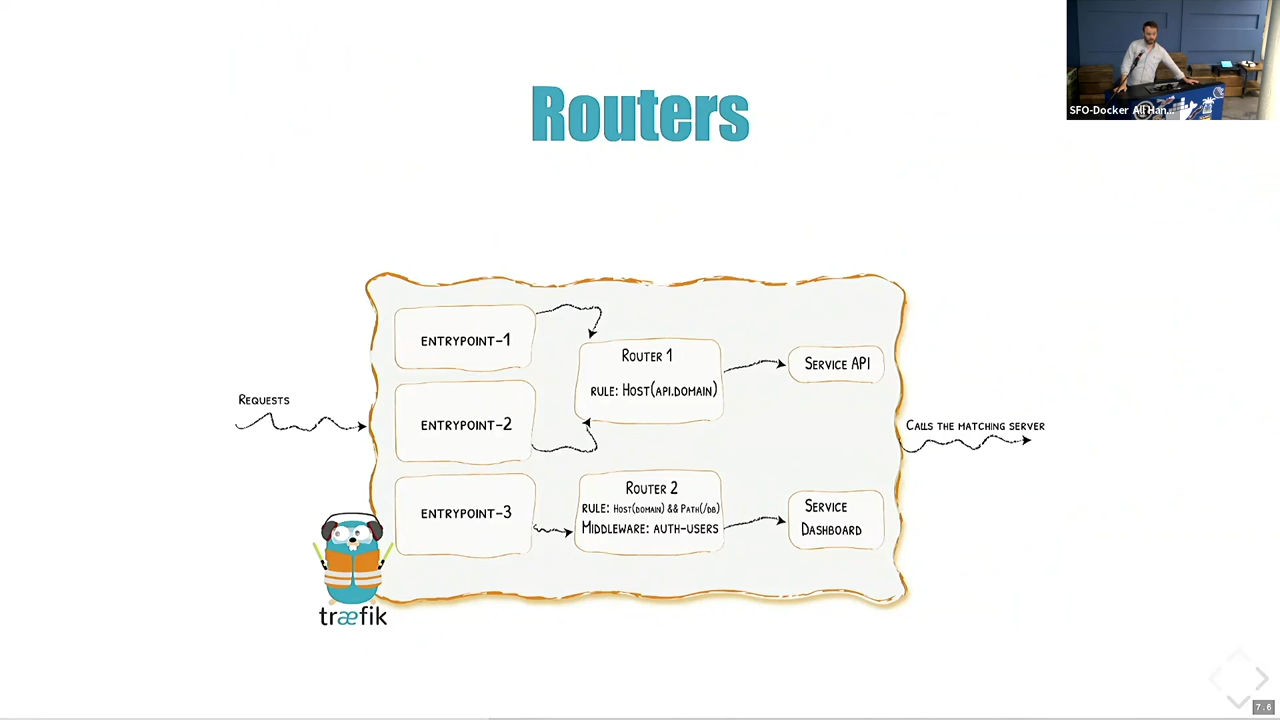 Routers
SFO-Docker All Han...
ENTRYPOINT-1
ROUTER 1
RULE: HOST(API.DOMAIN)
SERVICE API
REQUESTS
ENTRYPOINT-2
CALLS THE MATCHING SERVER
ENTRYPOINT-3
ROUTER 2
RULE: HOST(DOMAIN) && PATH(/DB)
MIDDLEWARE: AUTH-USERS
SERVICE
DASHBOARD
træfik
7.6